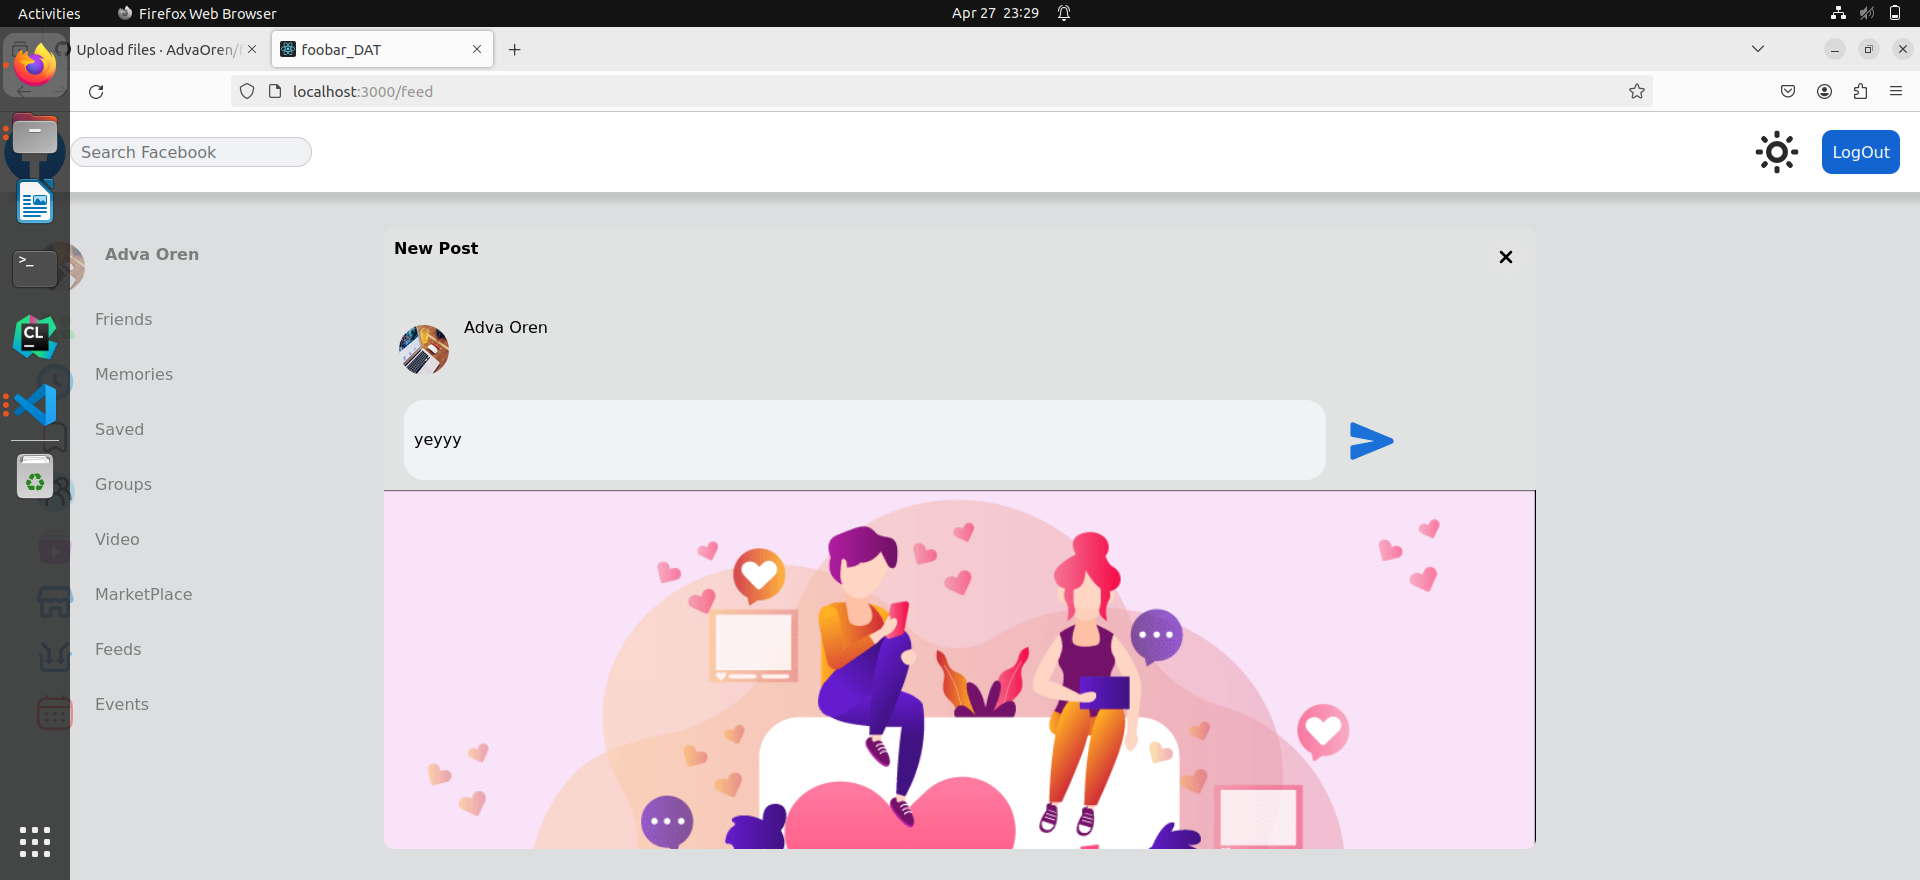 Activities
Firefox Web Browser
Apr 27 23:29
Upload files · AdvaOren/f
foobar_DAT
localhost:3000/feed
Search Facebook
LogOut
Adva Oren
Friends
Memories
Saved
Groups
Video
MarketPlace
Feeds
Events
New Post
Adva Oren
yeyyy
>_
CL